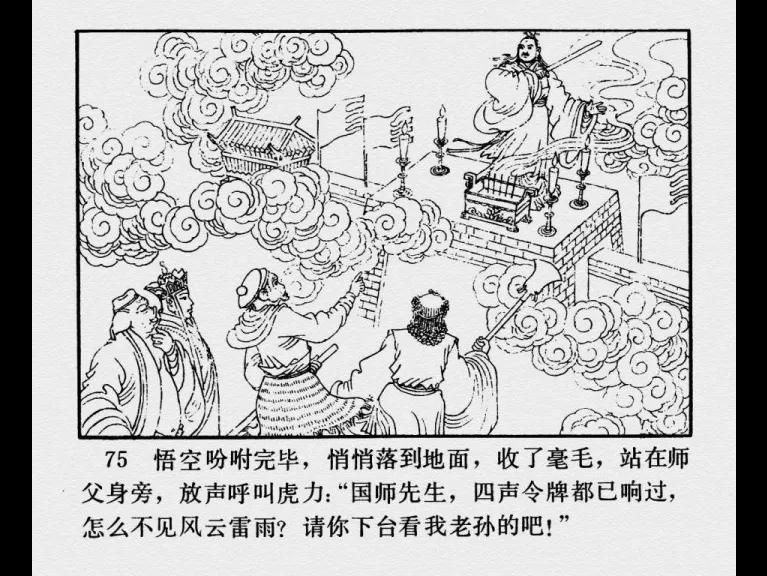 75 悟空吩咐完毕，悄悄落到地面，收了毫毛，站在师
父身旁，放声呼叫虎力：“国师先生，四声令牌都已响过，
怎么不见风云雷雨？请你下台看我老孙的吧！”